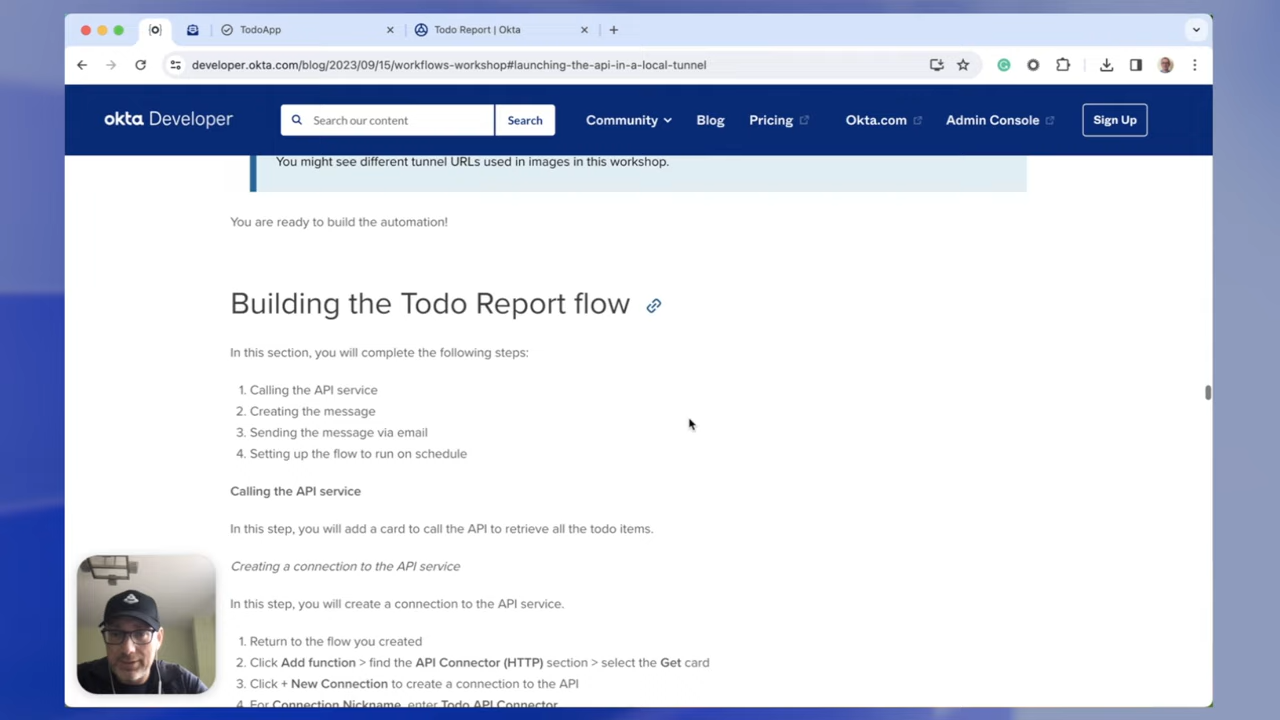 TodoApp
Todo Report | Okta
developer.okta.com/blog/2023/09/15/workflows-workshop#launching-the-api-in-a-local-tunnel
okta Developer
Search our content
Search
Community
Blog
Pricing
Okta.com
Admin Console
Sign Up
You might see different tunnel URLs used in images in this workshop.
You are ready to build the automation!
Building the Todo Report flow
In this section, you will complete the following steps:
1. Calling the API service
2. Creating the message
3. Sending the message via email
4. Setting up the flow to run on schedule
Calling the API service
In this step, you will add a card to call the API to retrieve all the todo items.
Creating a connection to the API service
In this step, you will create a connection to the API service.
1. Return to the flow you created
2. Click Add function > find the API Connector (HTTP) section > select the Get card
3. Click + New Connection to create a connection to the API
4. For Connection Nickname, enter Todo API Connector